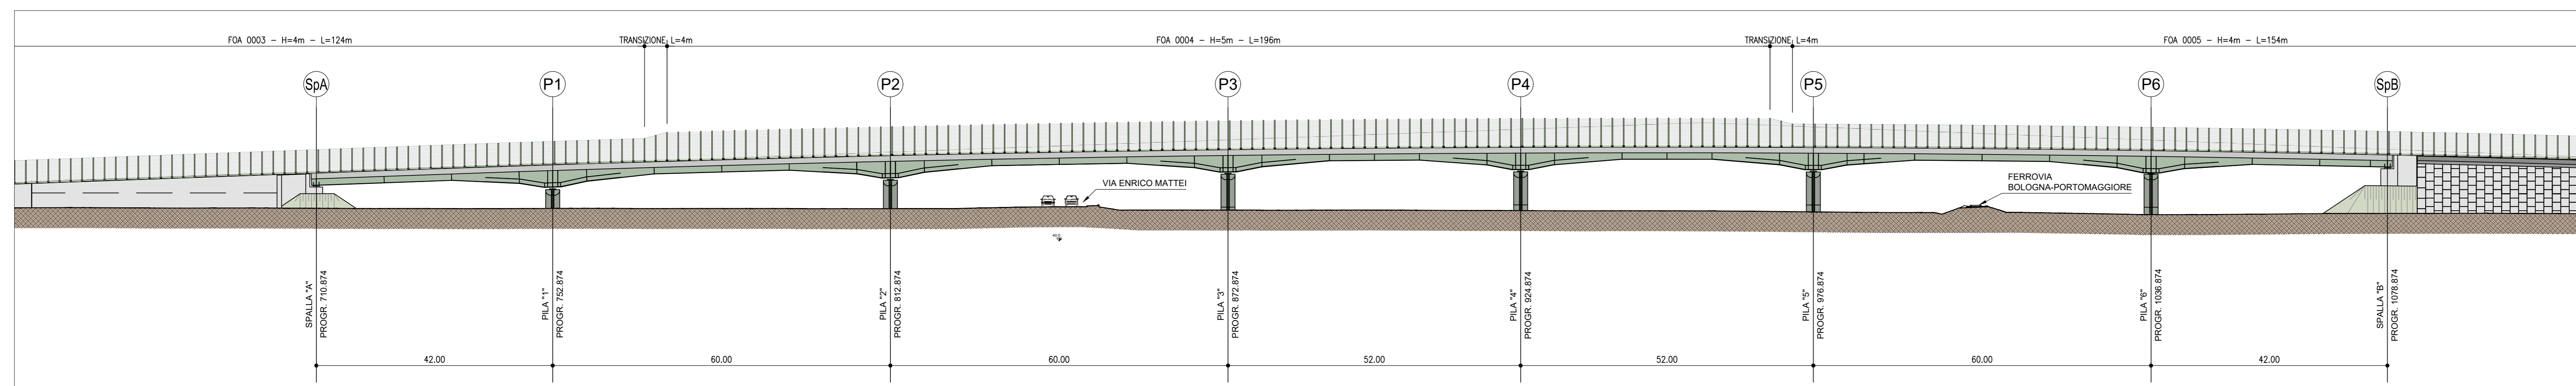 FOA 0003 - H=4m - L=124m
TRANSIZIONE L=4m
FOA 0004 - H=5m - L=196m
TRANSIZIONE L=4m
FOA 0005 - H=4m - L=154m
SpA
P1
P2
P3
P4
P5
P6
SpB
VIA ENRICO MATTEI
FERROVIA
BOLOGNA-PORTOMAGGIORE
SPALLA "A"
PROGR. 710.874
PILA "1"
PROGR. 752.874
PILA "2"
PROGR. 812.874
PILA "3"
PROGR. 872.874
PILA "4"
PROGR. 924.874
PILA "5"
PROGR. 976.874
PILA "6"
PROGR. 1036.874
SPALLA "B"
PROGR. 1078.874
42.00
60.00
60.00
52.00
52.00
60.00
42.00